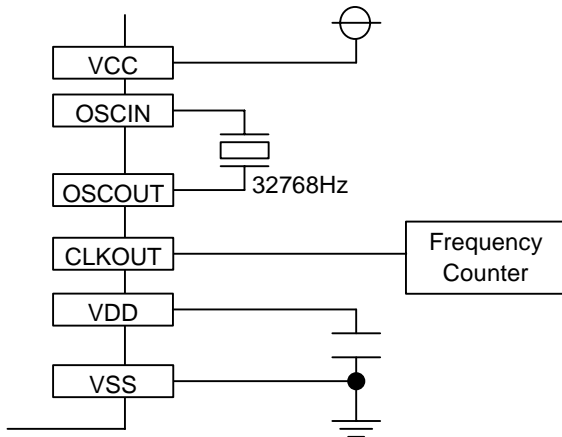 VCC
OSCIN
OSCOUT
32768Hz
CLKOUT
Frequency
Counter
VDD
VSS